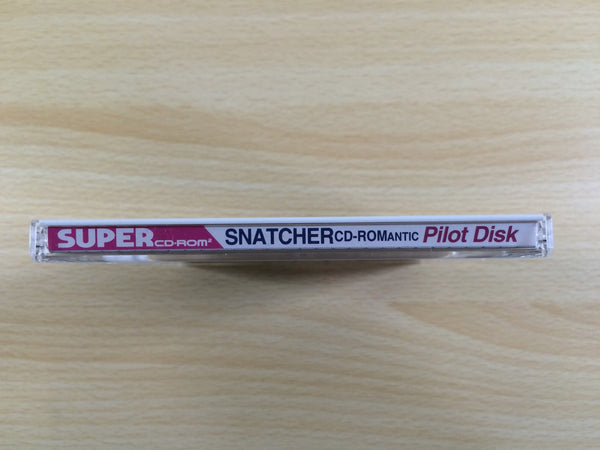 SUPER CD-ROM² SNATCHER CD-ROMANTIC Pilot Disk